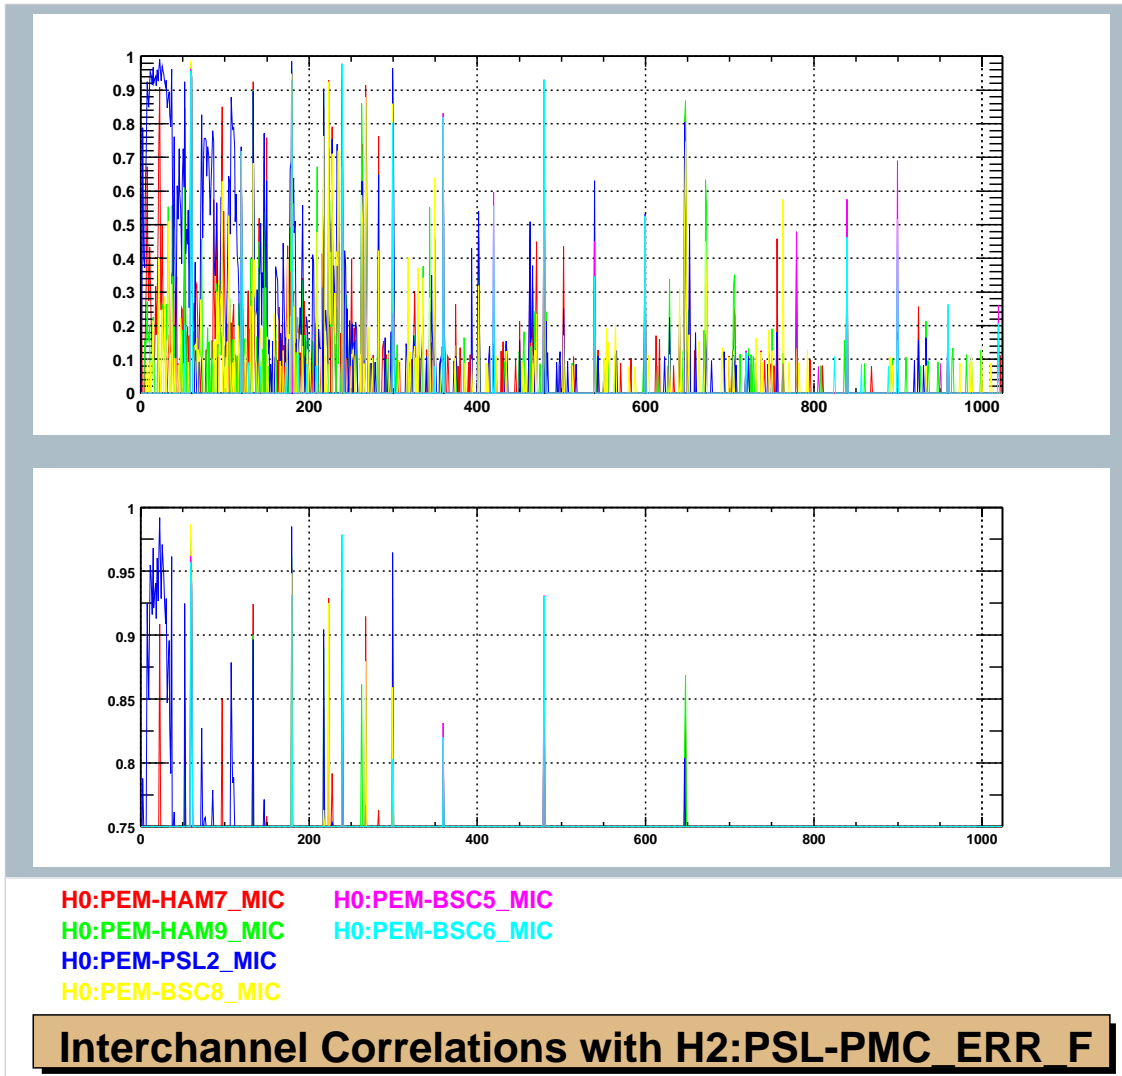 1
0.9
0.8
0.7
0.6
0.5
0.4
0.3
0.2
0.1
0
0 200 400 600 800 1000
1
0.95
0.9
0.85
0.8
0.75
0 200 400 600 800 1000
H0:PEM-HAM7_MIC H0:PEM-BSC5_MIC
H0:PEM-HAM9_MIC H0:PEM-BSC6_MIC
H0:PEM-PSL2_MIC
H0:PEM-BSC8_MIC
Interchannel Correlations with H2:PSL-PMC_ERR_F